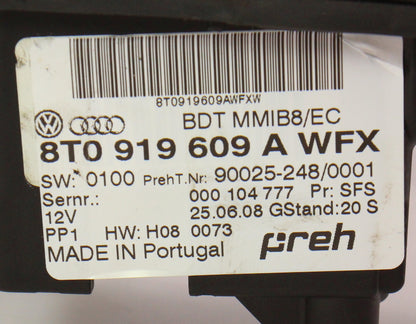 8T0919609AWFXW
BDT MMIB8/EC
8T0 919 609 A WFX
SW: 0100 PrehT.Nr: 90025-248/0001
Sernr.: 000 104 777 Pr: SFS
12V 25.06.08 GStand: 20 S
PP1 HW: H08 0073
MADE IN Portugal preh